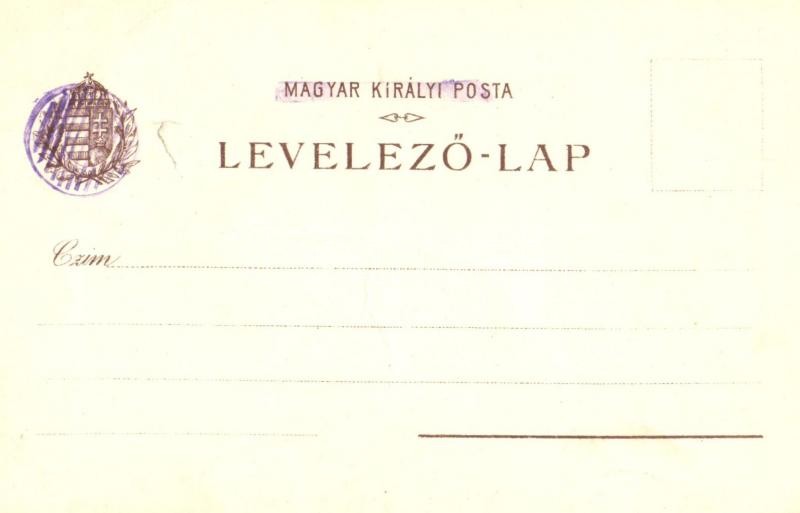 MAGYAR KIRÁLYI POSTA
LEVELEZŐ-LAP
Czim